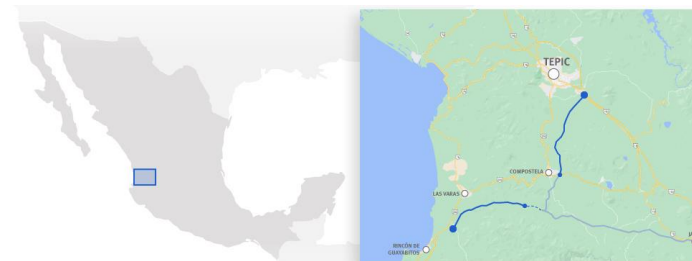 TEPIC
COMPOSTELA
LAS VARAS
RINCÓN DE
GUAYABITOS